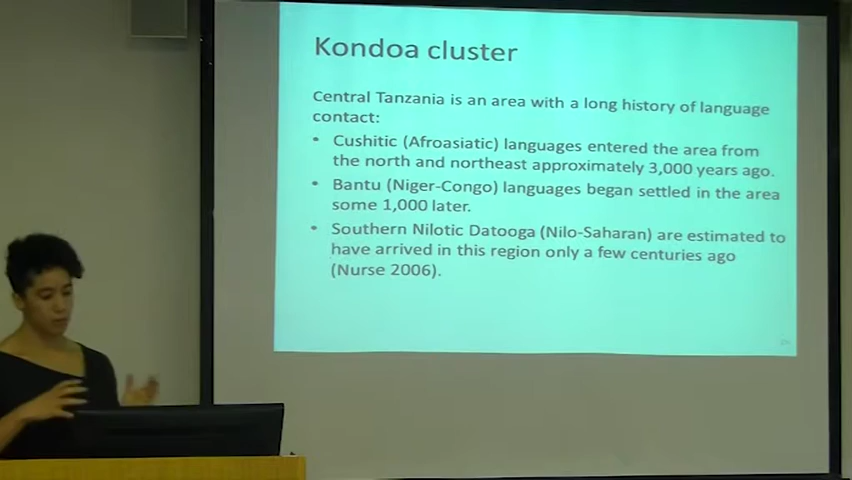 Kondoa cluster
Central Tanzania is an area with a long history of language
contact:
• Cushitic (Afroasiatic) languages entered the area from
the north and northeast approximately 3,000 years ago.
• Bantu (Niger-Congo) languages began settled in the area
some 1,000 later.
• Southern Nilotic Datooga (Nilo-Saharan) are estimated to
have arrived in this region only a few centuries ago
(Nurse 2006).